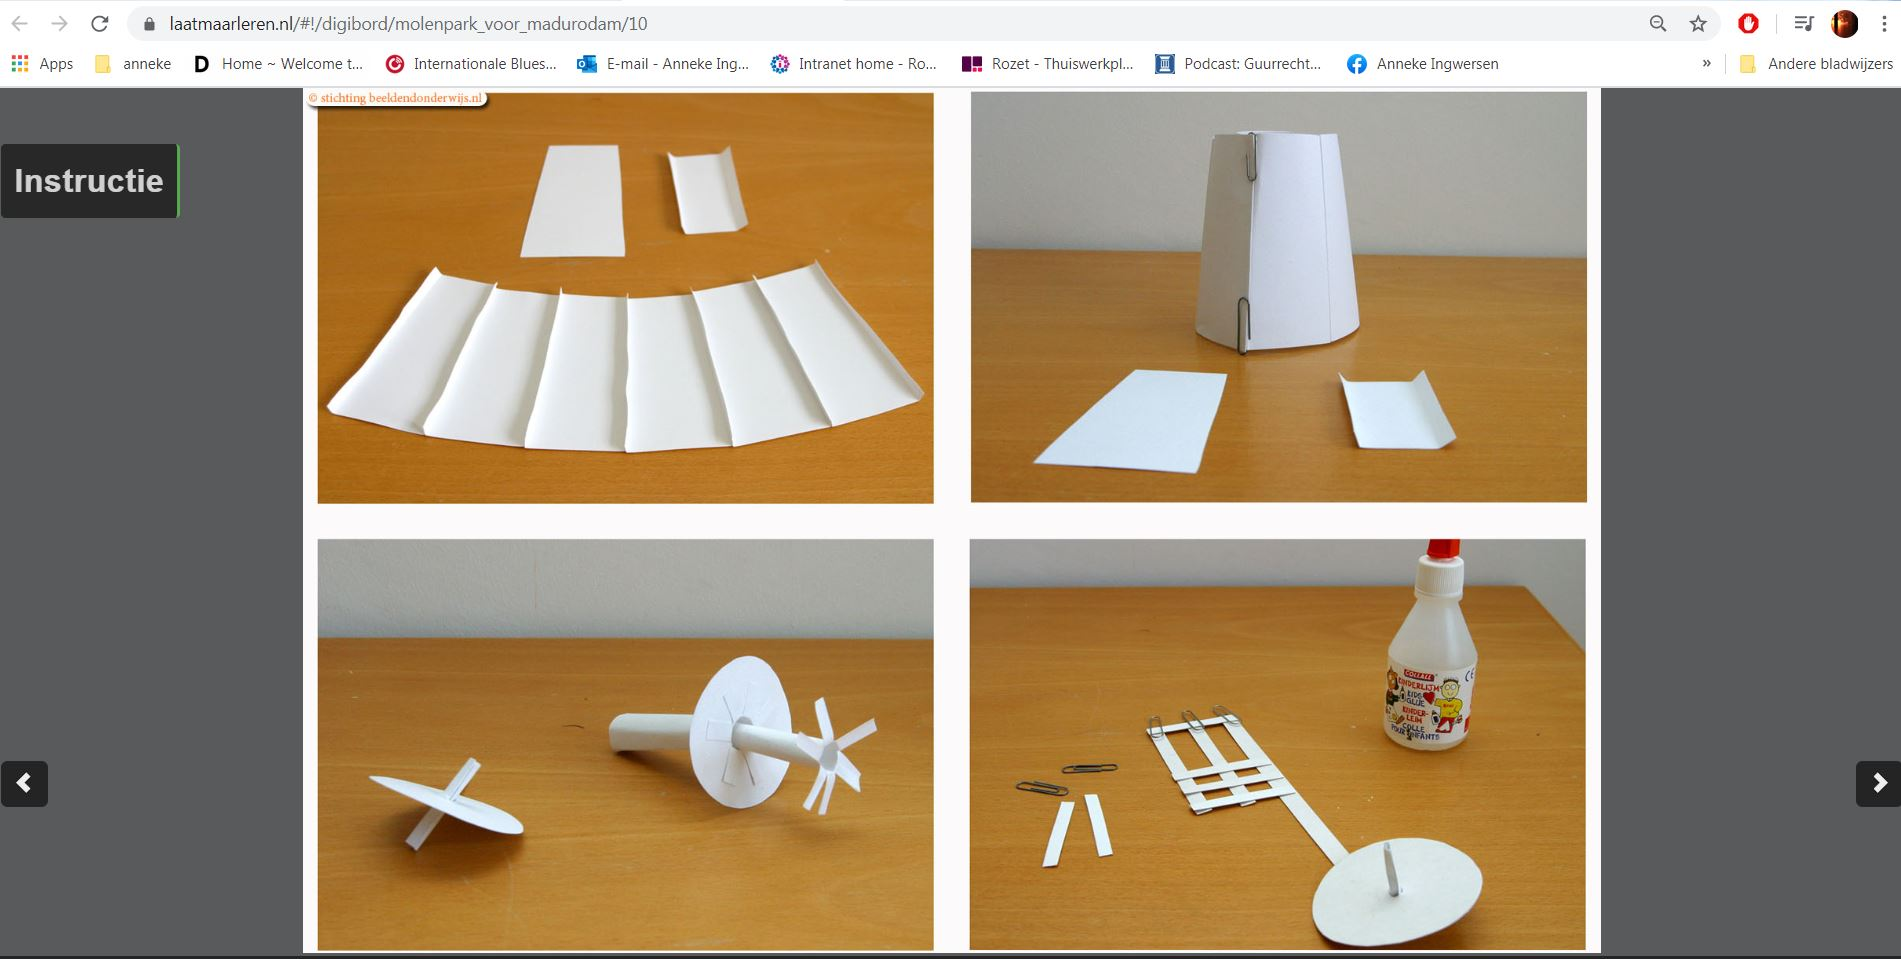 laatmaarleren.nl/#!/digibord/molenpark_voor_madurodam/10
Apps anneke Home ~ Welcome t... Internationale Blues... E-mail - Anneke Ing... Intranet home - Ro... Rozet - Thuiswerkpl... Podcast: Guurrecht... Anneke Ingwersen » Andere bladwijzers
© stichting beeldendonderwijs.nl
Instructie
COLLALL
KINDERLIJM
KIDS
GLUE
KINDER-
LEIM
COLLE
POUR ENFANTS
CE